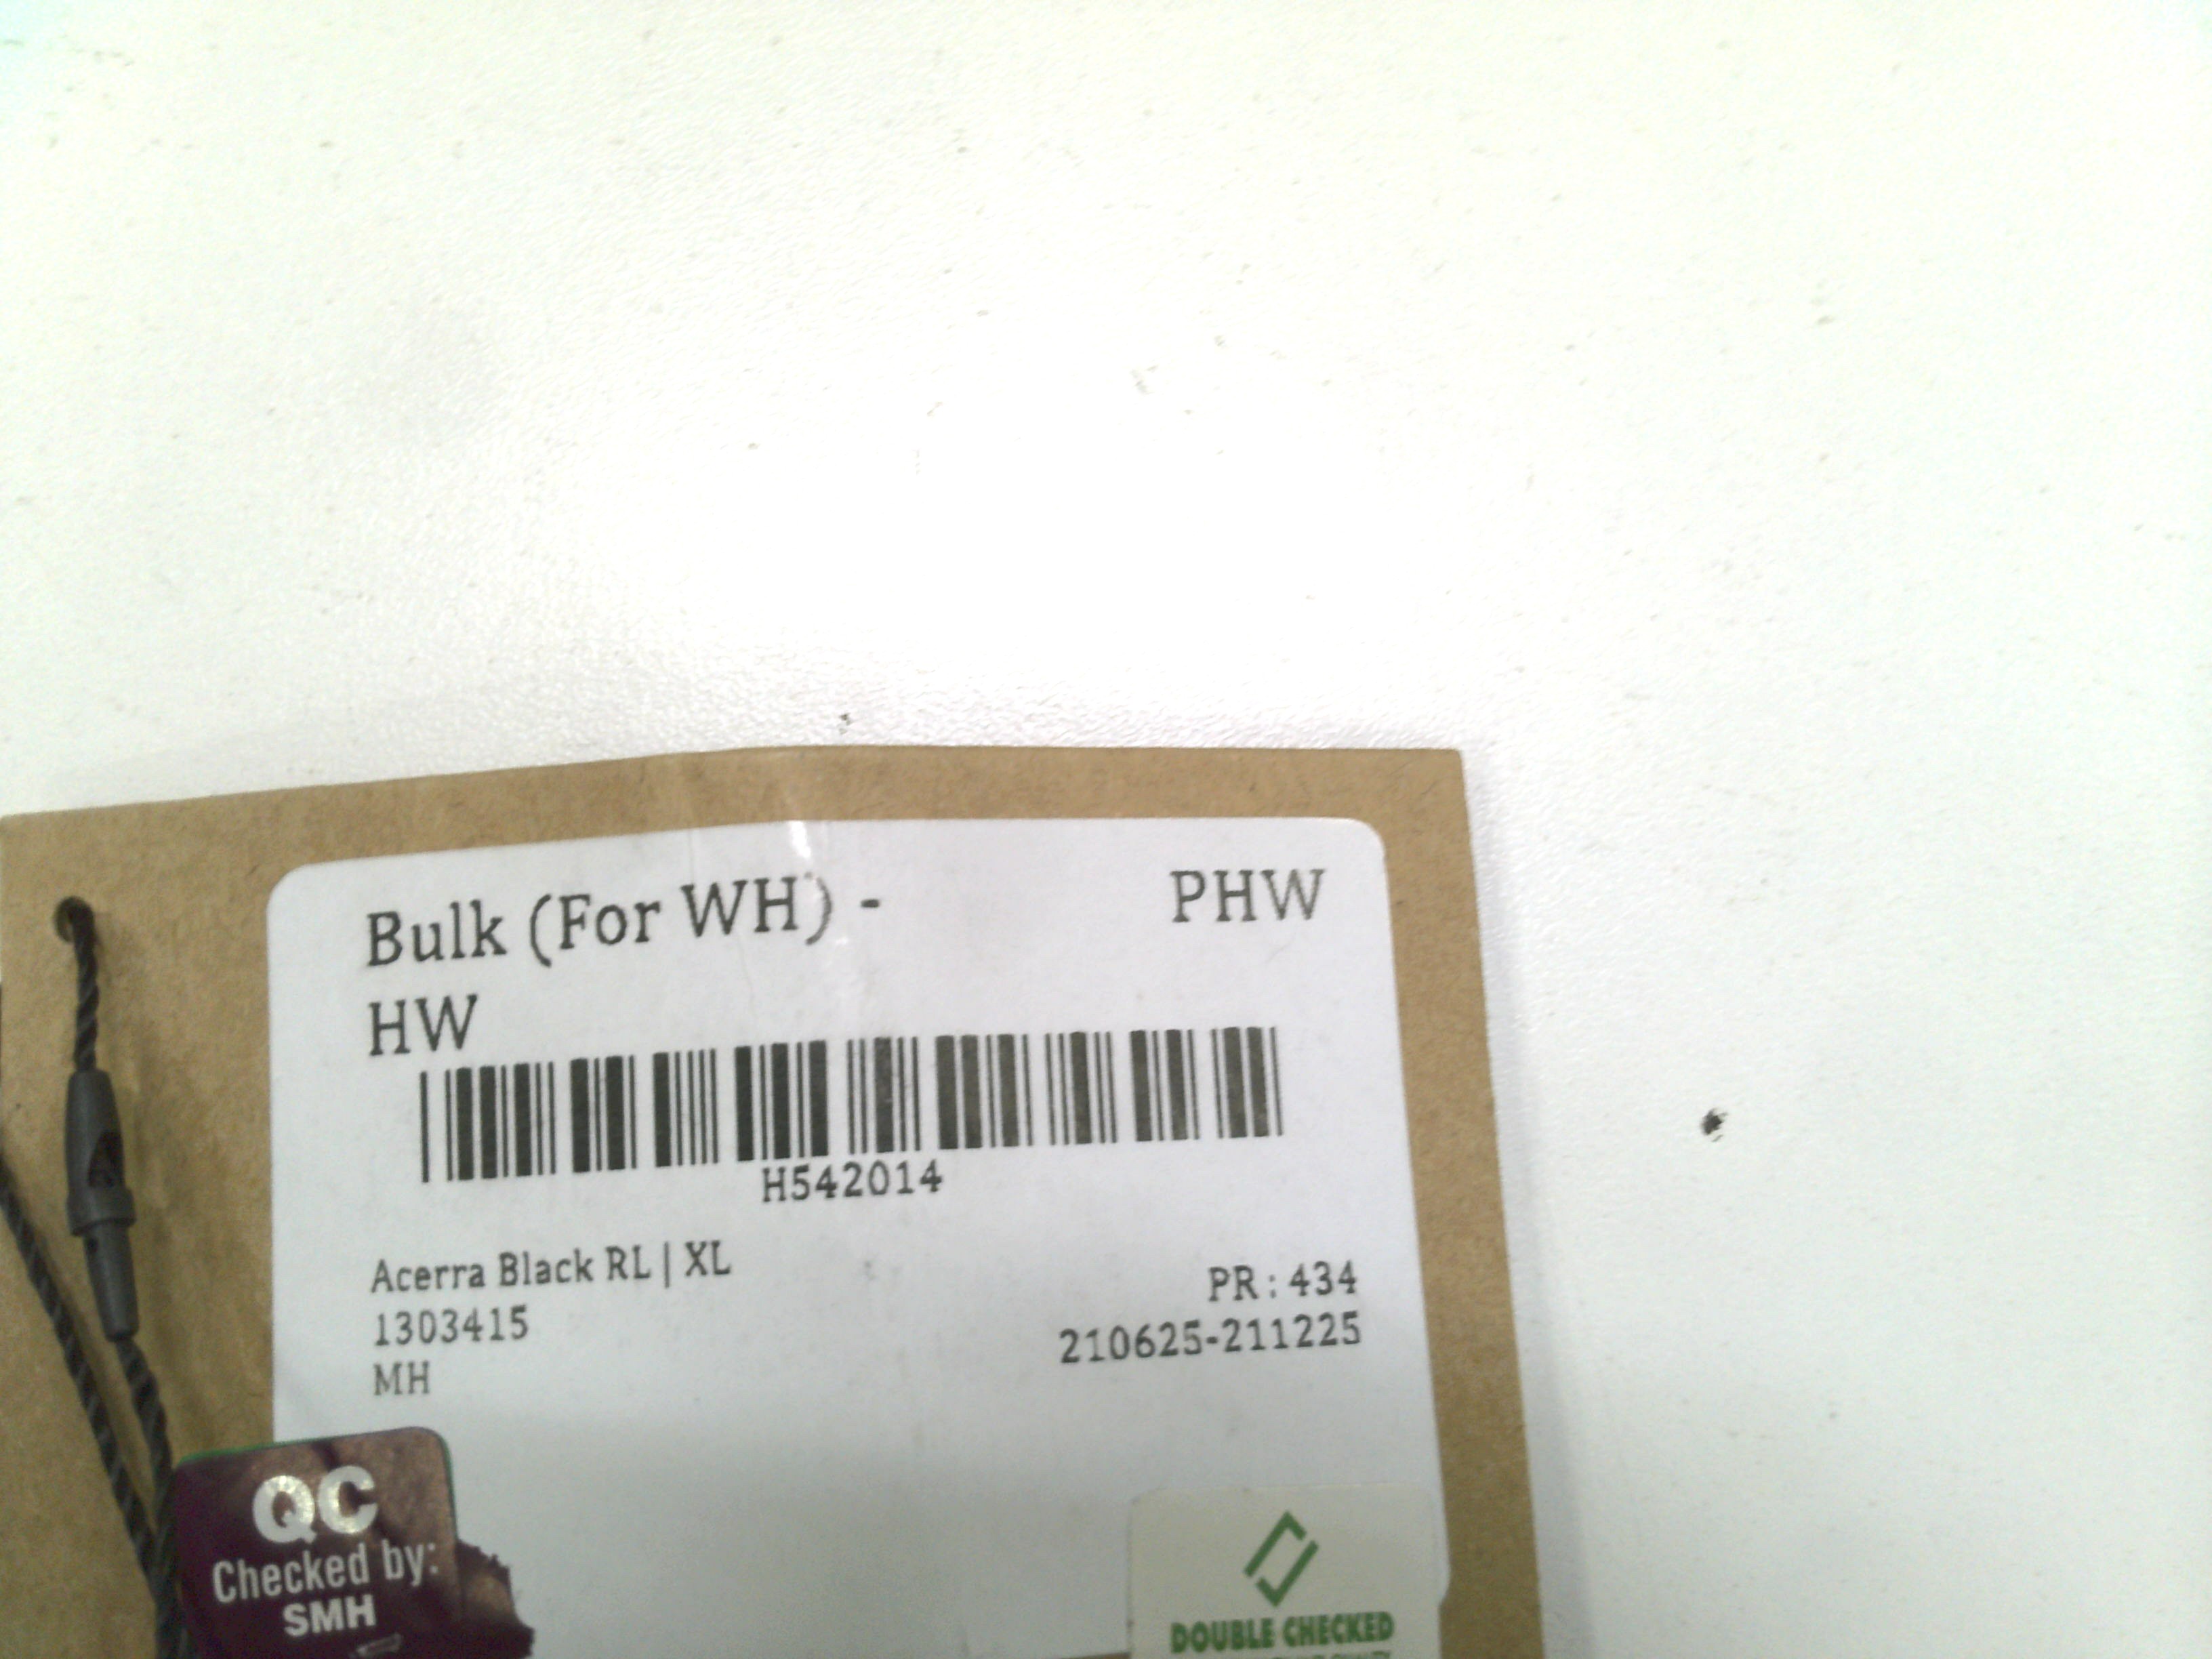 Bulk (For WH) - PHW
HW
H542014
Acerra Black RL | XL
PR : 434
1303415
210625-211225
MH
QC
Checked by:
SMH
DOUBLE CHECKED